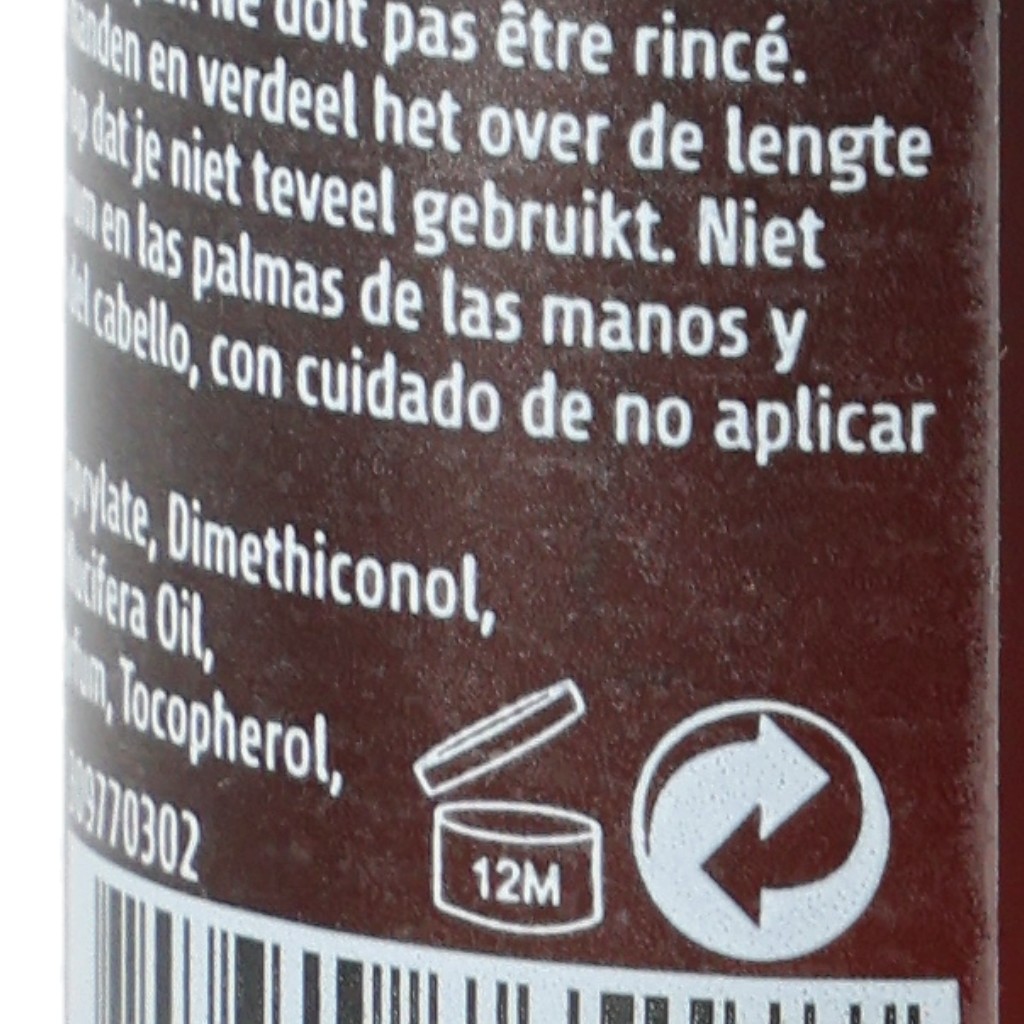 Ne doit pas être rincé.
en verdeel het over de lengte
op dat je niet teveel gebruikt. Niet
en las palmas de las manos y
del cabello, con cuidado de no aplicar
Dimethiconol,
Oil,
Tocopherol,
12M